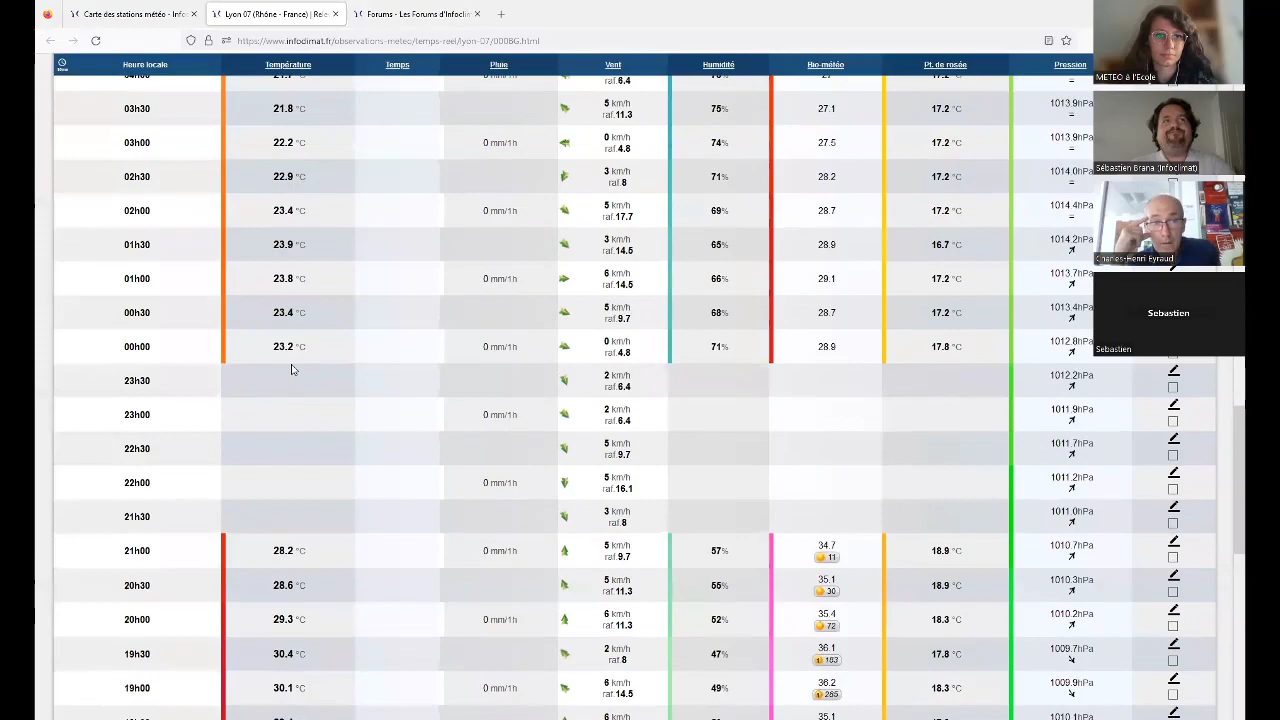 Carte des stations météo - Infoc
Lyon 07 (Rhône - France) | Rele
Forums - Les Forums d'Infoclim
https://www.infoclimat.fr/observations-meteo/temps-reel/lyon-07/000BG.html
Heure locale Température Temps Pluie Vent Humidité Bio-météo Pt. de rosée Pression
raf.6.4
=
03h30 21.8 °C 5 km/h raf.11.3 75% 27.1 17.2 °C 1013.9hPa =
03h00 22.2 °C 0 mm/1h 0 km/h raf.4.8 74% 27.5 17.2 °C 1013.9hPa =
02h30 22.9 °C 3 km/h raf.8 71% 28.2 17.2 °C 1014.0hPa =
02h00 23.4 °C 0 mm/1h 5 km/h raf.17.7 69% 28.7 17.2 °C 1014.4hPa =
01h30 23.9 °C 3 km/h raf.14.5 65% 28.9 16.7 °C 1014.2hPa
01h00 23.8 °C 0 mm/1h 6 km/h raf.14.5 66% 29.1 17.2 °C 1013.7hPa
00h30 23.4 °C 5 km/h raf.9.7 68% 28.7 17.2 °C 1013.4hPa
00h00 23.2 °C 0 mm/1h 0 km/h raf.4.8 71% 28.9 17.8 °C 1012.8hPa
23h30 2 km/h raf.6.4 1012.2hPa
23h00 0 mm/1h 2 km/h raf.6.4 1011.9hPa
22h30 5 km/h raf.9.7 1011.7hPa
22h00 0 mm/1h 5 km/h raf.16.1 1011.2hPa
21h30 3 km/h raf.8 1011.0hPa
21h00 28.2 °C 0 mm/1h 5 km/h raf.9.7 57% 34.7 11 18.9 °C 1010.7hPa
20h30 28.6 °C 5 km/h raf.11.3 55% 35.1 30 18.9 °C 1010.3hPa
20h00 29.3 °C 0 mm/1h 6 km/h raf.11.3 52% 35.4 72 18.3 °C 1010.2hPa
19h30 30.4 °C 2 km/h raf.8 47% 36.1 183 17.8 °C 1009.7hPa
19h00 30.1 °C 0 mm/1h 6 km/h raf.14.5 49% 36.2 285 18.3 °C 1009.9hPa
6 km/h 35.1 1010.1hPa
METEO à l'Ecole
Sébastien Brana (Infoclimat)
Charles-Henri Eyraud
Sebastien
Sebastien